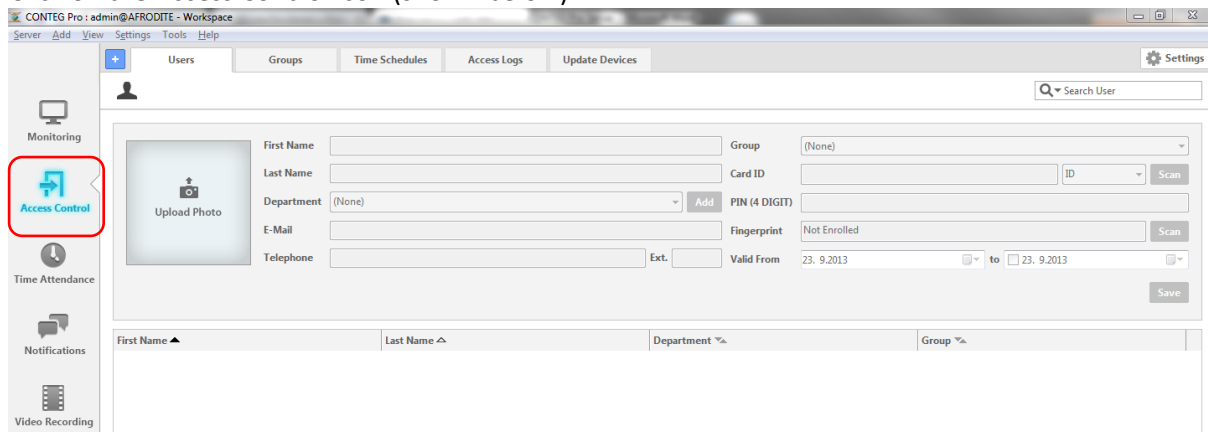 CONTEG Pro : admin@AFRODITE - Workspace
Server Add View Settings Tools Help
+ Users Groups Time Schedules Access Logs Update Devices Settings
Search User
Monitoring
Access Control
Time Attendance
Notifications
Video Recording
Upload Photo
First Name
Last Name
Department (None) Add
E-Mail
Telephone Ext.
Group (None)
Card ID ID Scan
PIN (4 DIGIT)
Fingerprint Not Enrolled Scan
Valid From 23. 9.2013 to 23. 9.2013
Save
First Name Last Name Department Group